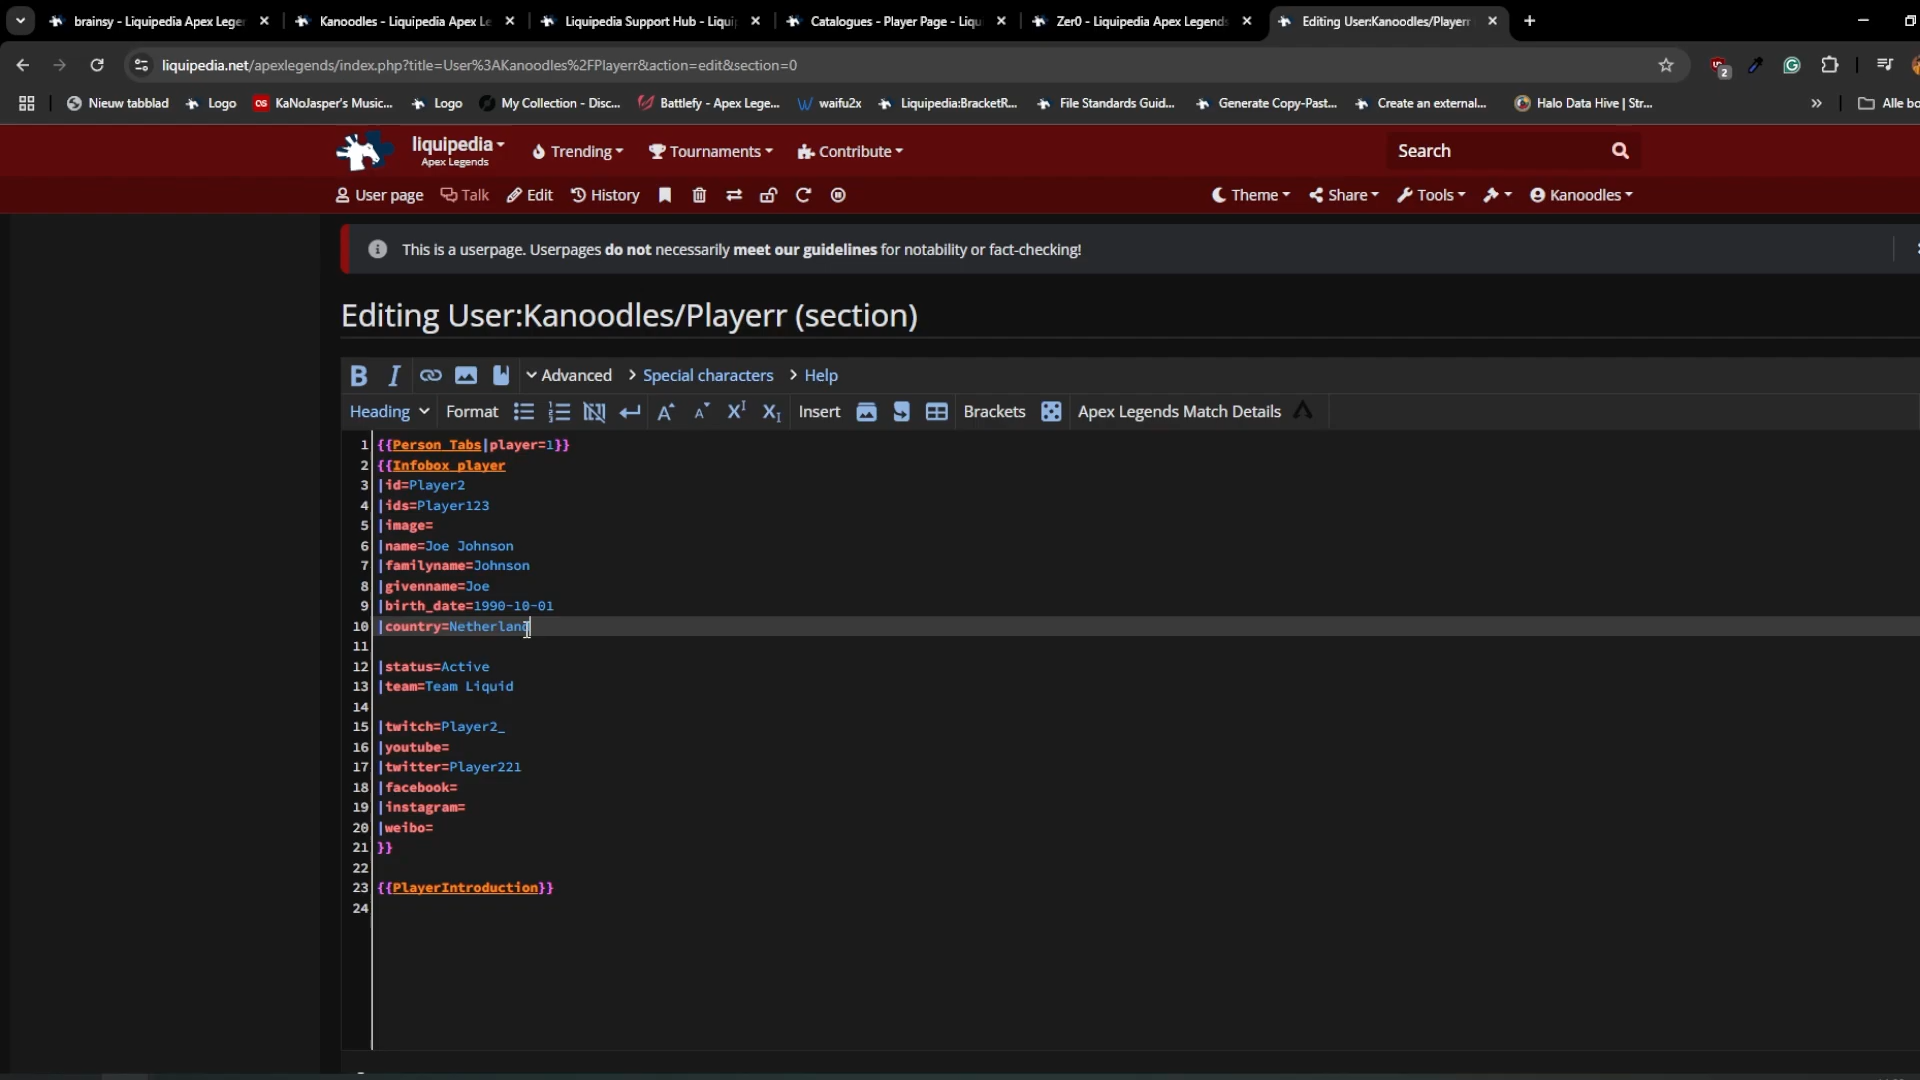 brainsy - Liquipedia Apex Leger
Kanoodles - Liquipedia Apex Le
Liquipedia Support Hub - Liqui
Catalogues - Player Page - Liqu
Zer0 - Liquipedia Apex Legends
Editing User:Kanoodles/Playerr
liquipedia.net/apexlegends/index.php?title=User%3AKanoodles%2FPlayerr&action=edit&section=0
2
Nieuw tabblad
Logo
KaNoJasper's Music...
Logo
My Collection - Disc...
Battlefy - Apex Lege...
waifu2x
Liquipedia:BracketR...
File Standards Guid...
Generate Copy-Past...
Create an external...
Halo Data Hive | Str...
»
Alle bo
liquipedia
Apex Legends
Trending
Tournaments
Contribute
Search
User page
Talk
Edit
History
Theme
Share
Tools
Kanoodles
This is a userpage. Userpages do not necessarily meet our guidelines for notability or fact-checking!
Editing User:Kanoodles/Playerr (section)
B I Advanced Special characters Help
Heading Format Insert Brackets Apex Legends Match Details
1 {{Person Tabs|player=1}}
2 {{Infobox player
3 |id=Player2
4 |ids=Player123
5 |image=
6 |name=Joe Johnson
7 |familyname=Johnson
8 |givenname=Joe
9 |birth_date=1990-10-01
10 |country=Netherland
11
12 |status=Active
13 |team=Team Liquid
14
15 |twitch=Player2_
16 |youtube=
17 |twitter=Player221
18 |facebook=
19 |instagram=
20 |weibo=
21 }}
22
23 {{PlayerIntroduction}}
24